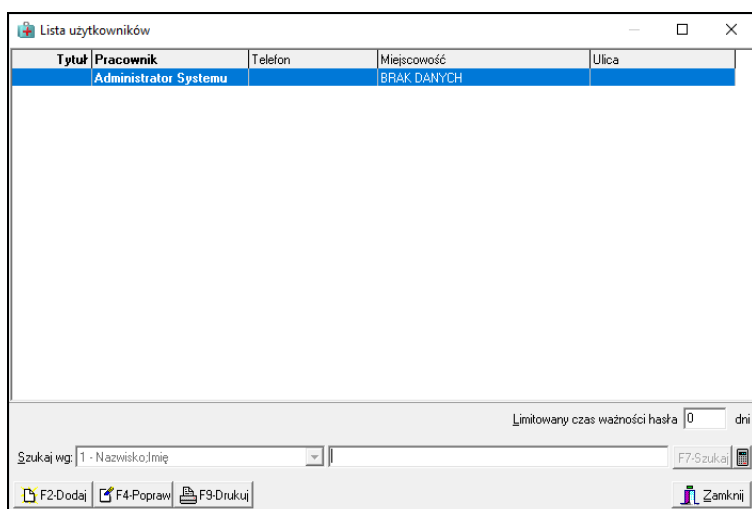 Lista użytkowników
Tytuł Pracownik Telefon Miejscowość Ulica
Administrator Systemu BRAK DANYCH
Limitowany czas ważności hasła 0 dni
Szukaj wg: 1 - Nazwisko;Imię F7-Szukaj
F2-Dodaj F4-Popraw F9-Drukuj Zamknij